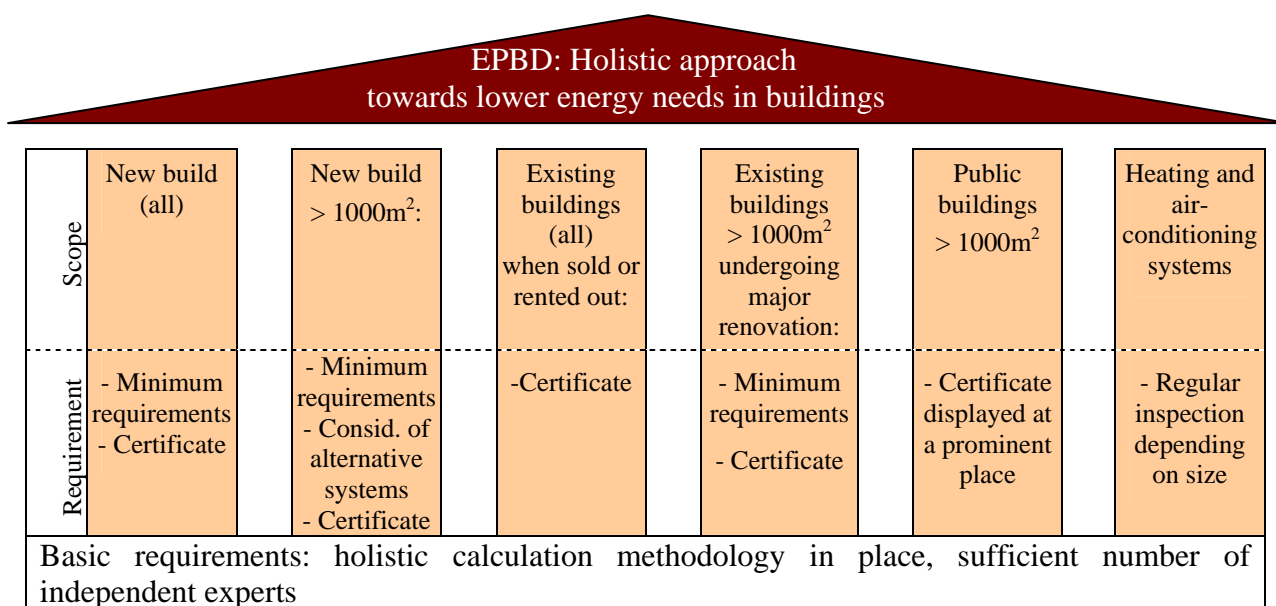 EPBD: Holistic approach
towards lower energy needs in buildings
Scope
New build
(all)
New build
> 1000m²:
Existing
buildings
(all)
when sold or
rented out:
Existing
buildings
> 1000m²
undergoing
major
renovation:
Public
buildings
> 1000m²
Heating and
air-
conditioning
systems
Requirement
- Minimum
requirements
- Certificate
- Minimum
requirements
- Consid. of
alternative
systems
- Certificate
-Certificate
- Minimum
requirements
- Certificate
- Certificate
displayed at
a prominent
place
- Regular
inspection
depending
on size
Basic requirements: holistic calculation methodology in place, sufficient number of
independent experts